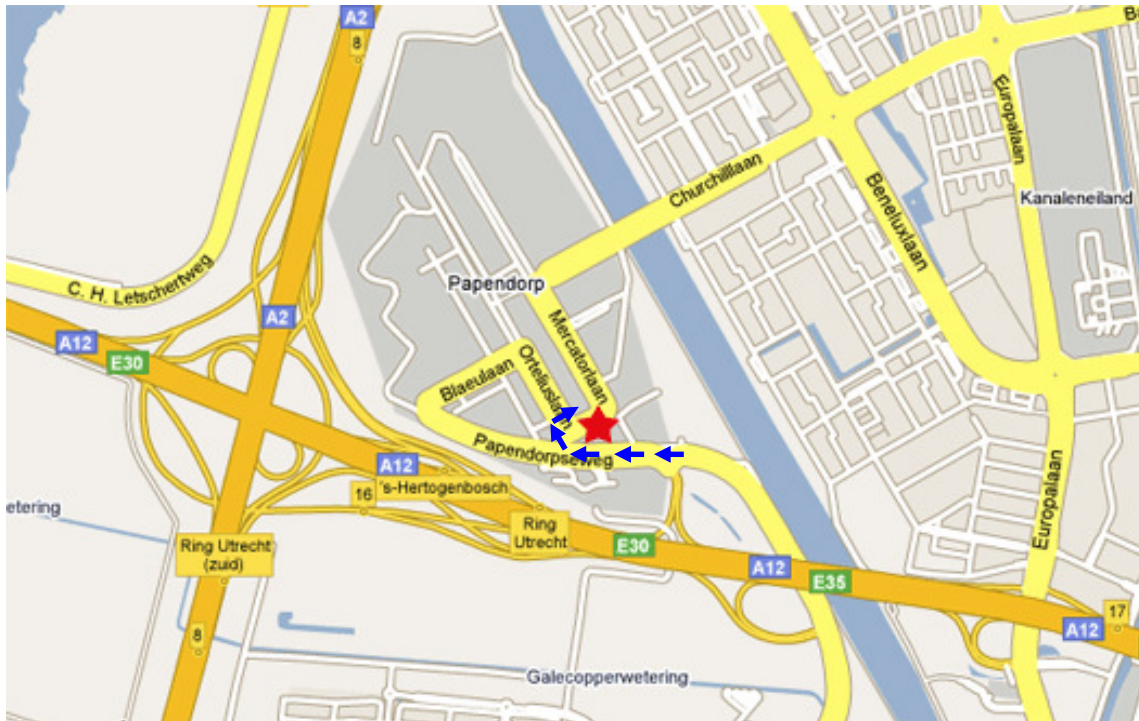 A2
8
Ba
Europalaan
Churchilllaan
Beneluxlaan
Kanaleneiland
C. H. Letschertweg
Papendorp
A2
Mercatorlaan
A12
E30
Orteliuslaan
Blaeulaan
Papendorpseweg
A12
's-Hertogenbosch
16
etering
Ring Utrecht
(zuid)
Ring
Utrecht
E30
A12
E35
Europalaan
17
A12
8
Galecopperwetering